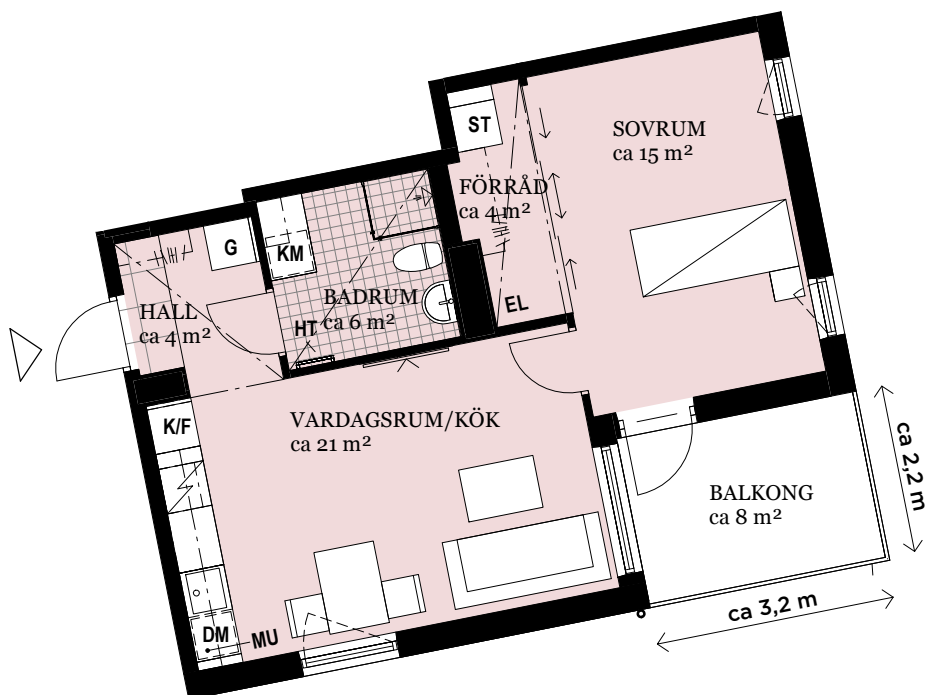 ST
SOVRUM
ca 15 m²
FÖRRÅD
ca 4 m²
G
KM
HALL
ca 4 m²
BADRUM
ca 6 m²
HT
EL
K/F
VARDAGSRUM/KÖK
ca 21 m²
BALKONG
ca 8 m²
ca 2,2 m
ca 3,2 m
DM
MU